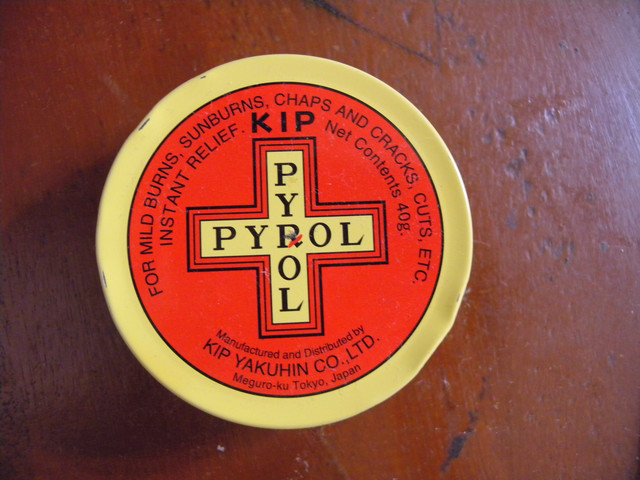 FOR MILD BURNS, SUNBURNS, CHAPS AND CRACKS, CUTS, ETC.
INSTANT RELIEF.
KIP
Net Contents 40g.
PYROL
PYROL
Manufactured and Distributed by
KIP YAKUHIN CO.,LTD.
Meguro-ku Tokyo, Japan